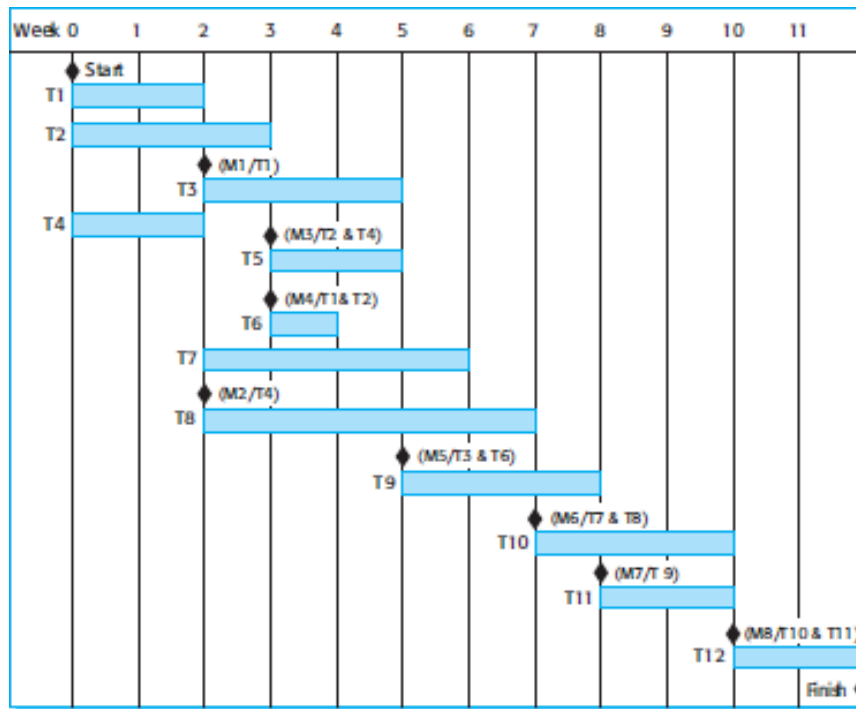 Week 0 1 2 3 4 5 6 7 8 9 10 11
Start
T1
T2
(M1/T1)
T3
T4
(M3/T2 & T4)
T5
(M4/T1& T2)
T6
T7
(M2/T4)
T8
(M5/T3 & T6)
T9
(M6/T7 & T8)
T10
(M7/T 9)
T11
(M8/T10 & T11)
T12
Finish